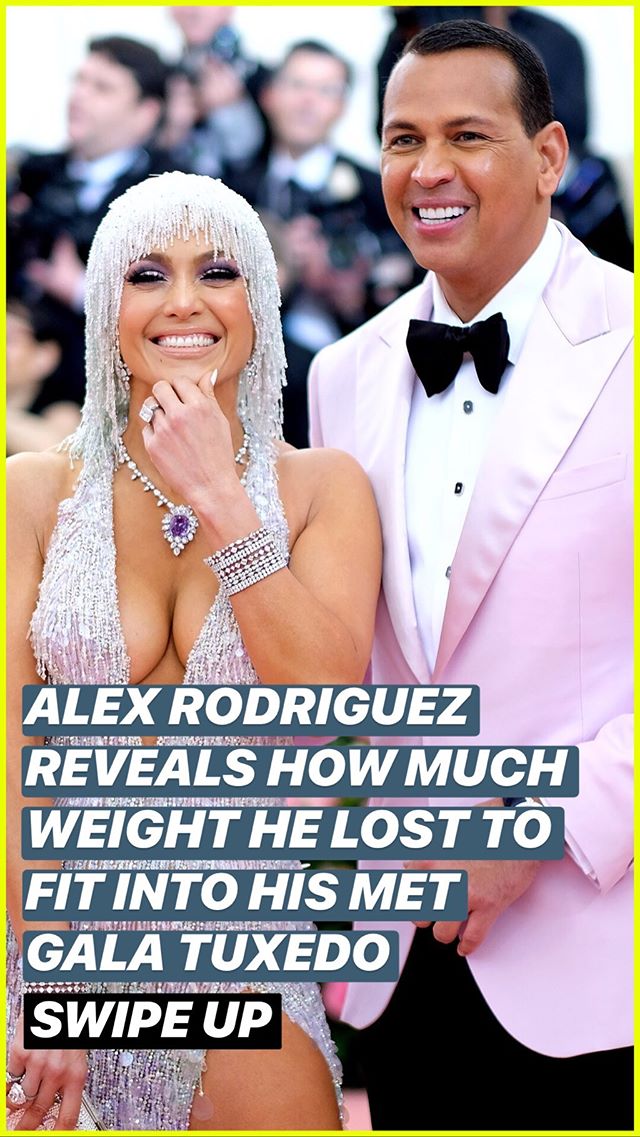 ALEX RODRIGUEZ
REVEALS HOW MUCH
WEIGHT HE LOST TO
FIT INTO HIS MET
GALA TUXEDO
SWIPE UP